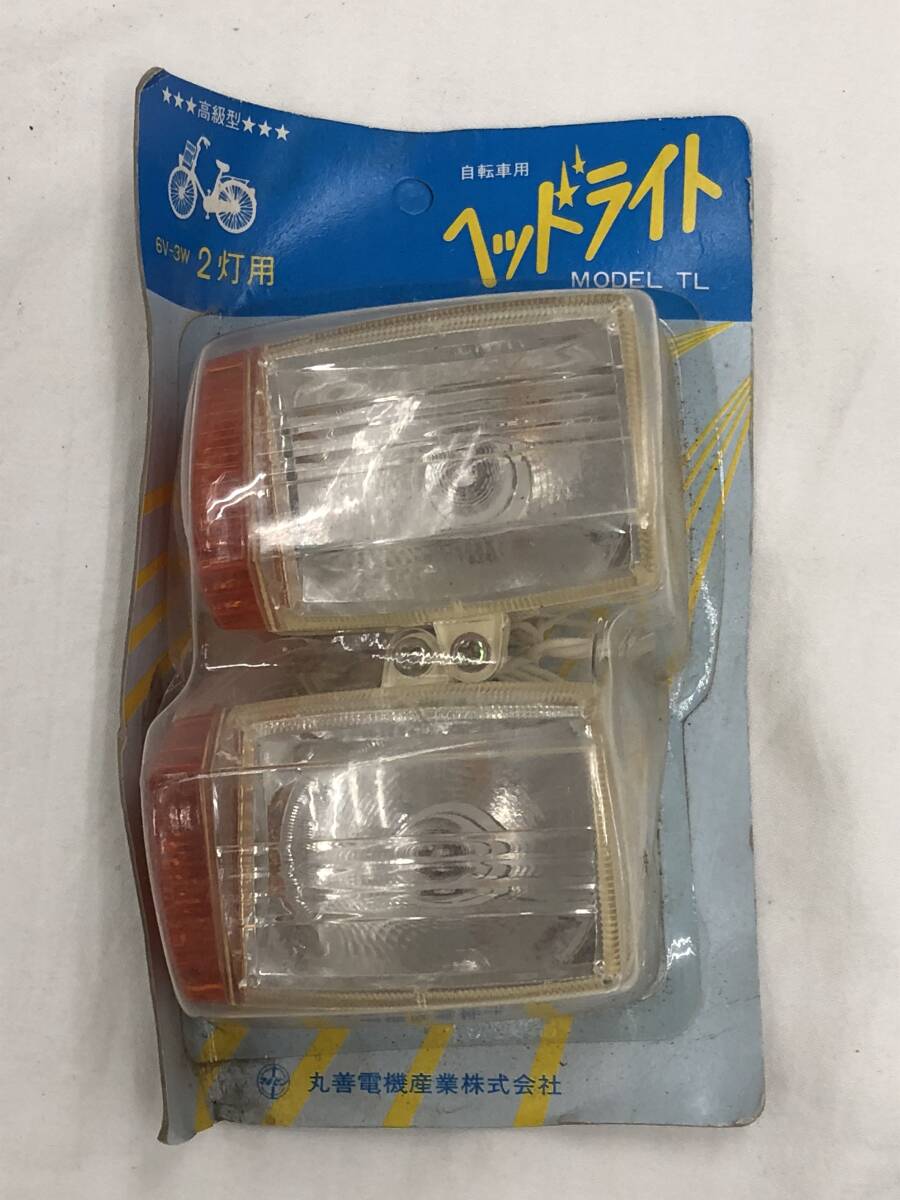 ★★★高級型★★★
自転車用
ヘッドライト
MODEL TL
6V-3W 2灯用
丸善電機産業株式会社